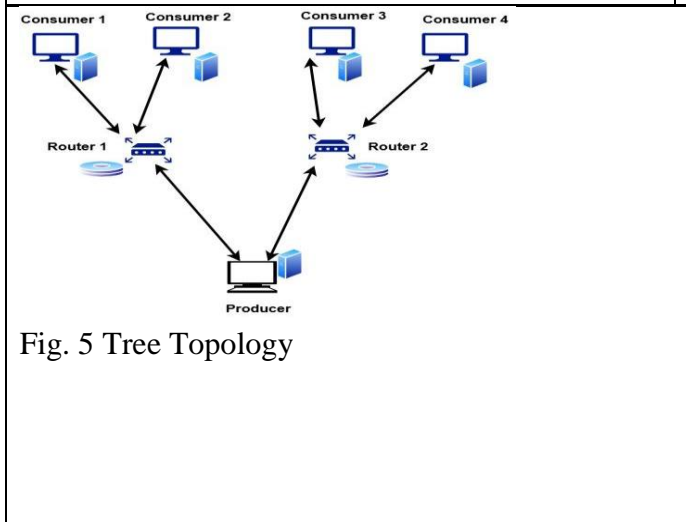 Consumer 1 Consumer 2 Consumer 3 Consumer 4
Router 1 Router 2
Producer
Fig. 5 Tree Topology